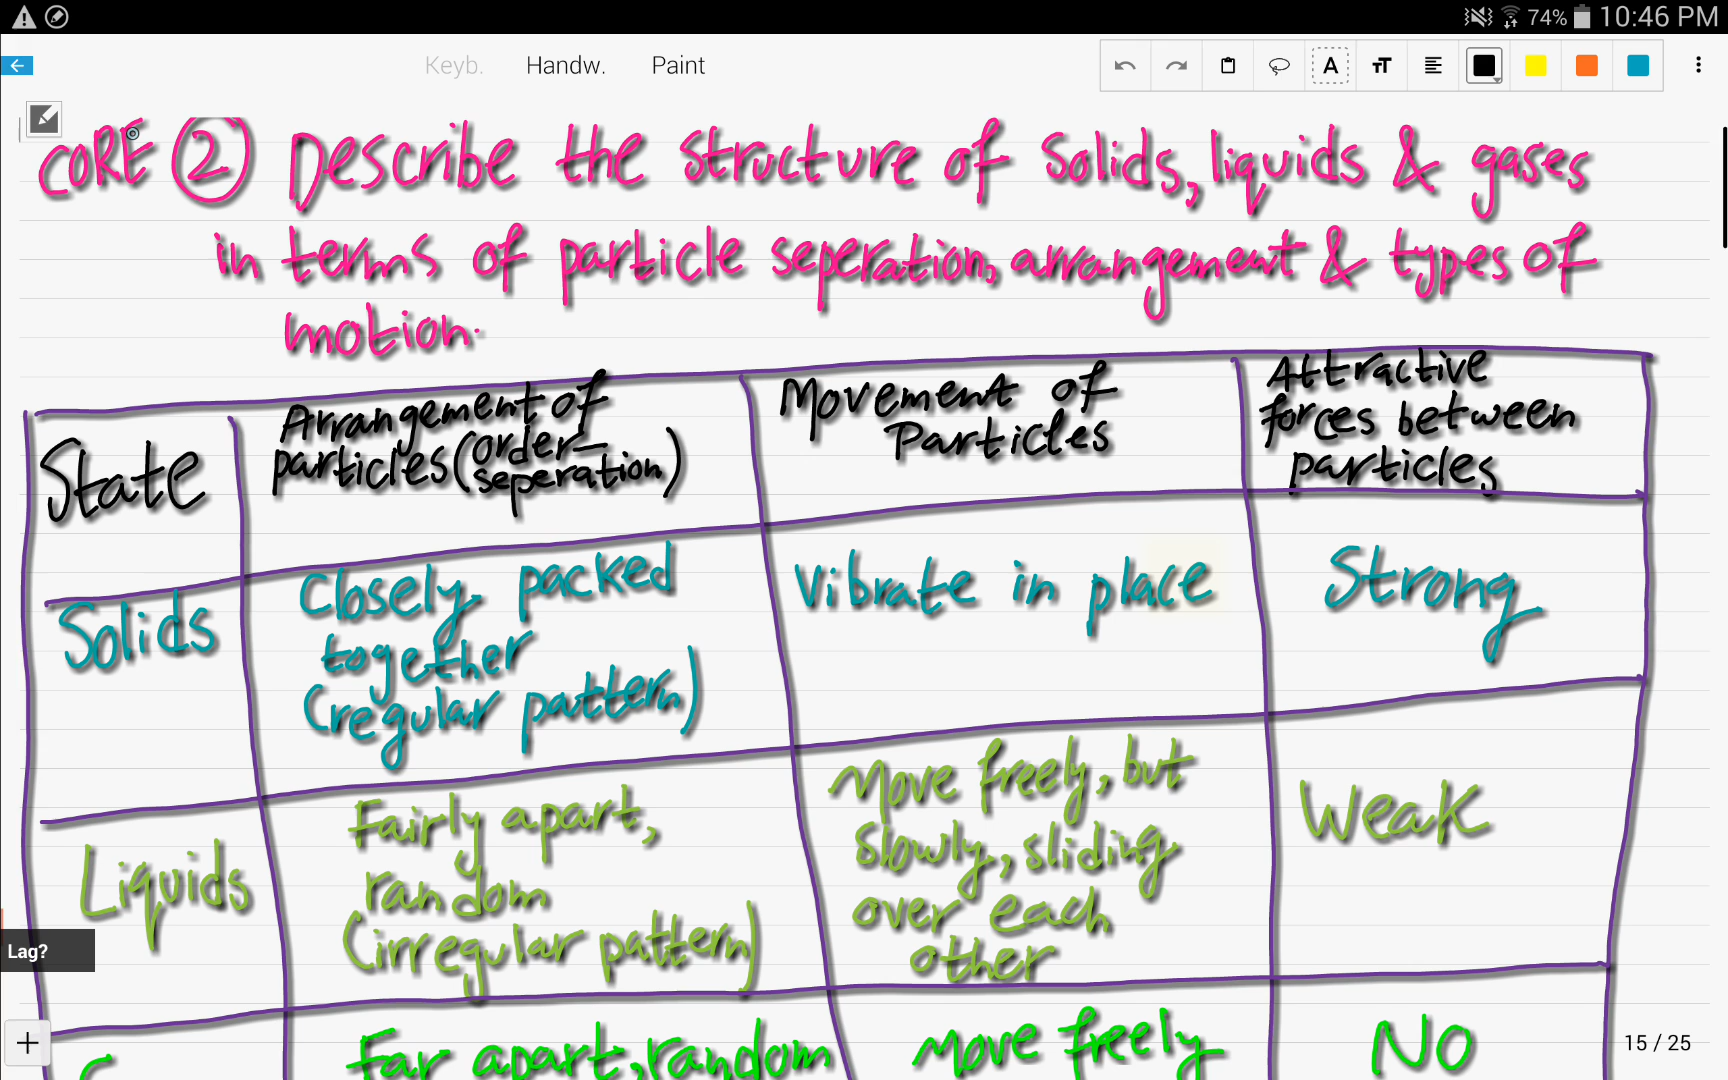 74% 10:46 PM
Keyb. Handw. Paint
A TT
CORE 2 Describe the structure of solids, liquids & gases
in terms of particle seperation, arrangement & types of
motion.
State
Arrangement of
particles (order-
seperation)
Movement of
Particles
Attractive
forces between
particles
Solids
Closely packed
together
(regular pattern)
Vibrate in place
Strong
Liquids
Fairly apart,
random
(irregular pattern)
Move freely, but
slowly, sliding
over each
other
Weak
Lag?
Far apart, random
Move freely
No
15 / 25